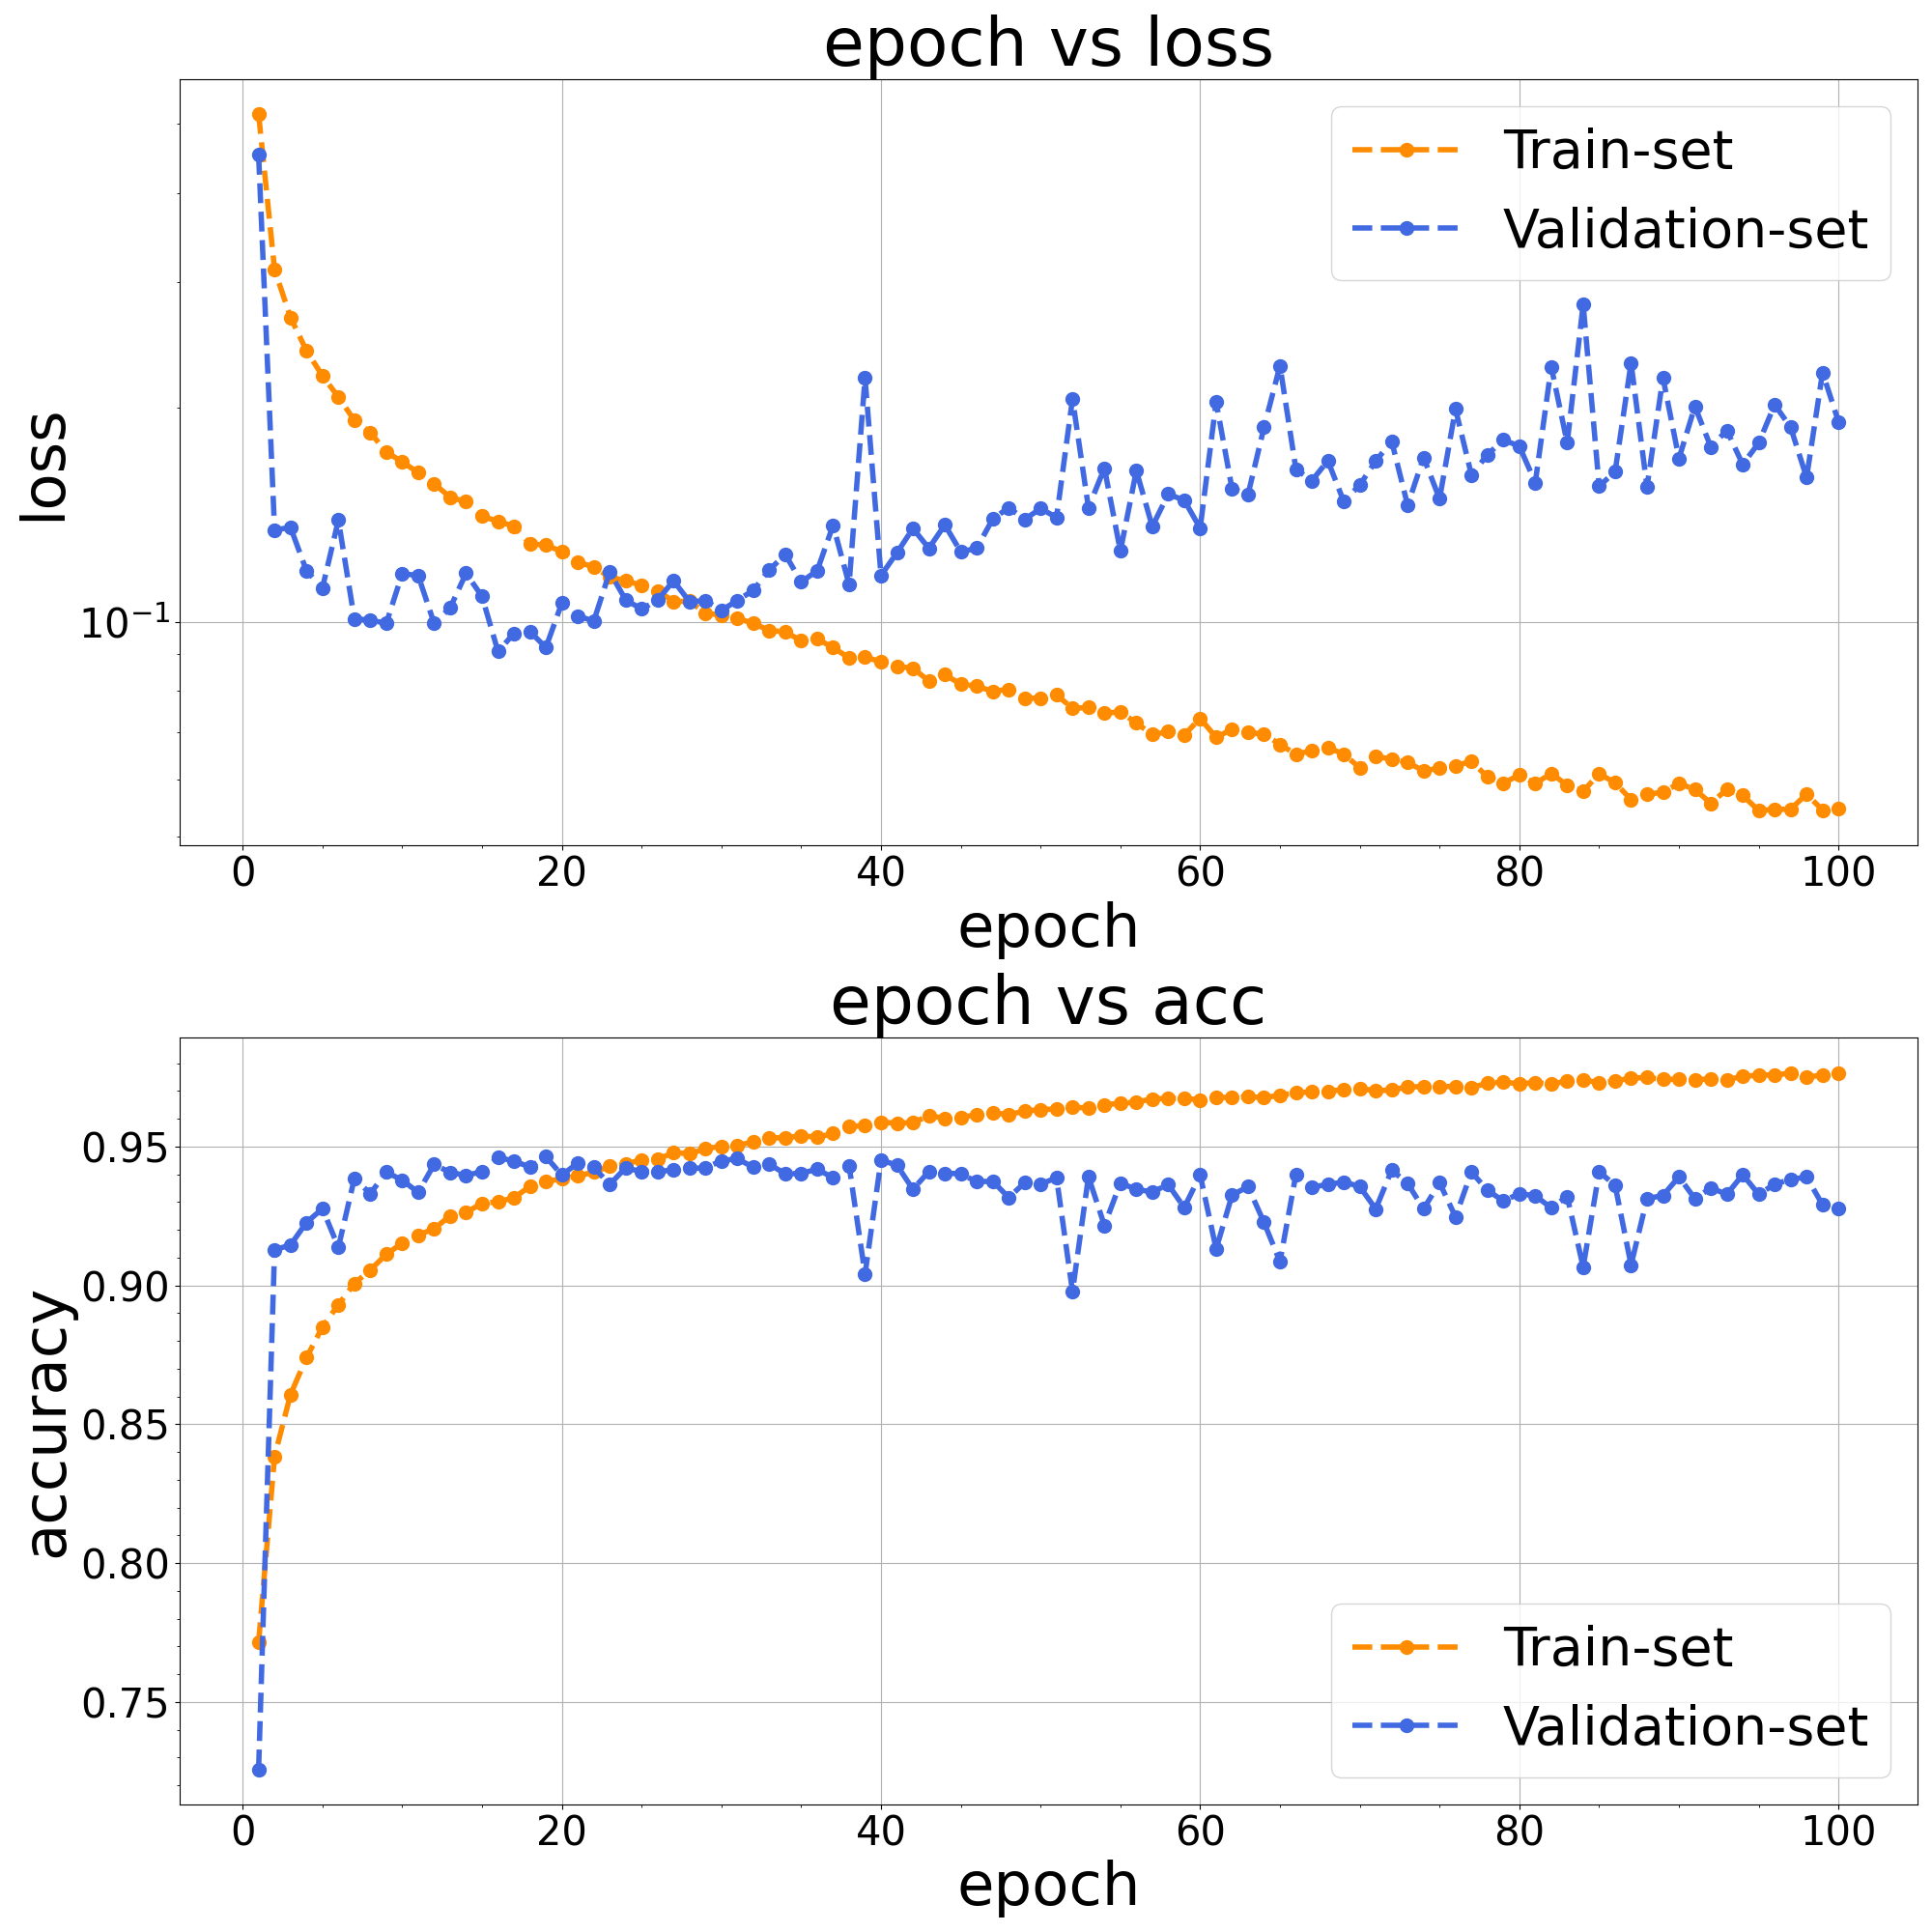 epoch vs loss
Train-set
Validation-set
loss
10⁻¹
0 20 40 60 80 100
epoch
epoch vs acc
0.95
0.90
0.85
0.80
0.75
accuracy
Train-set
Validation-set
0 20 40 60 80 100
epoch